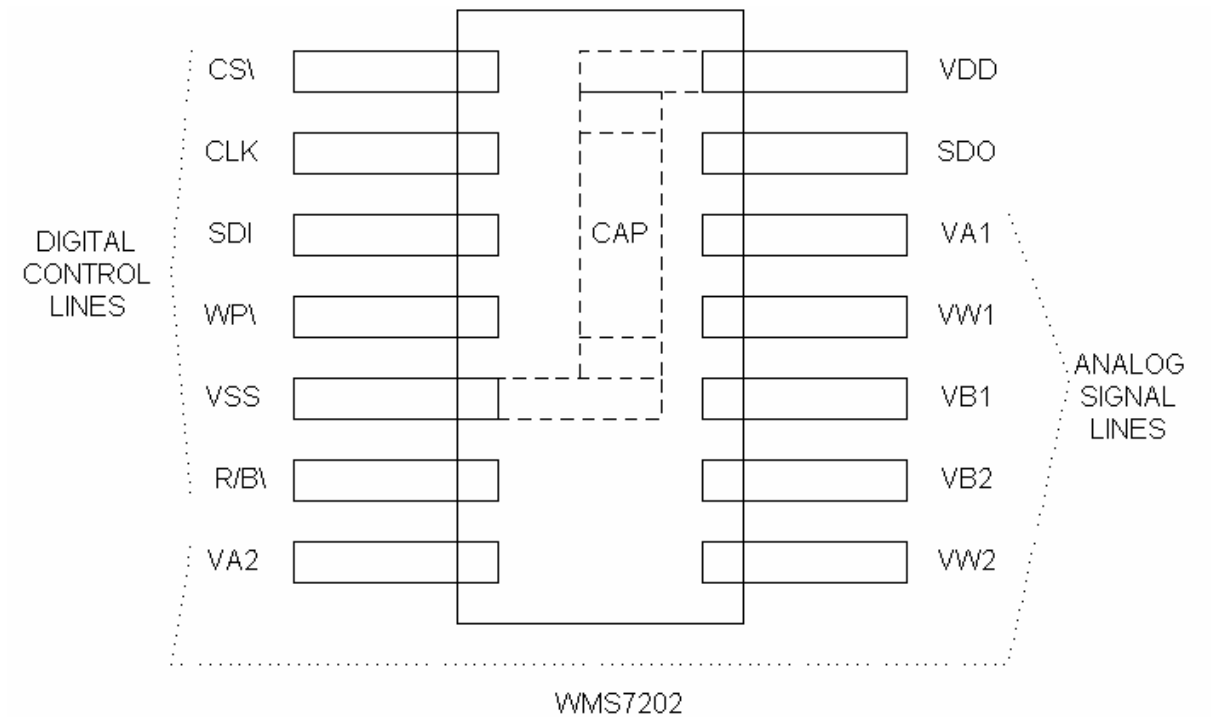 CS\
VDD
CLK
SDO
SDI
CAP
VA1
DIGITAL
CONTROL
LINES
WP\
VW1
VSS
VB1
ANALOG
SIGNAL
LINES
R/B\
VB2
VA2
VW2
WMS7202